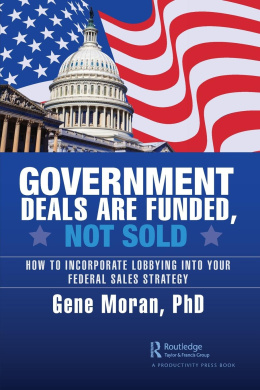 GOVERNMENT
DEALS ARE FUNDED,
NOT SOLD
HOW TO INCORPORATE LOBBYING INTO YOUR
FEDERAL SALES STRATEGY
Gene Moran, PhD
Routledge
Taylor & Francis Group
A PRODUCTIVITY PRESS BOOK